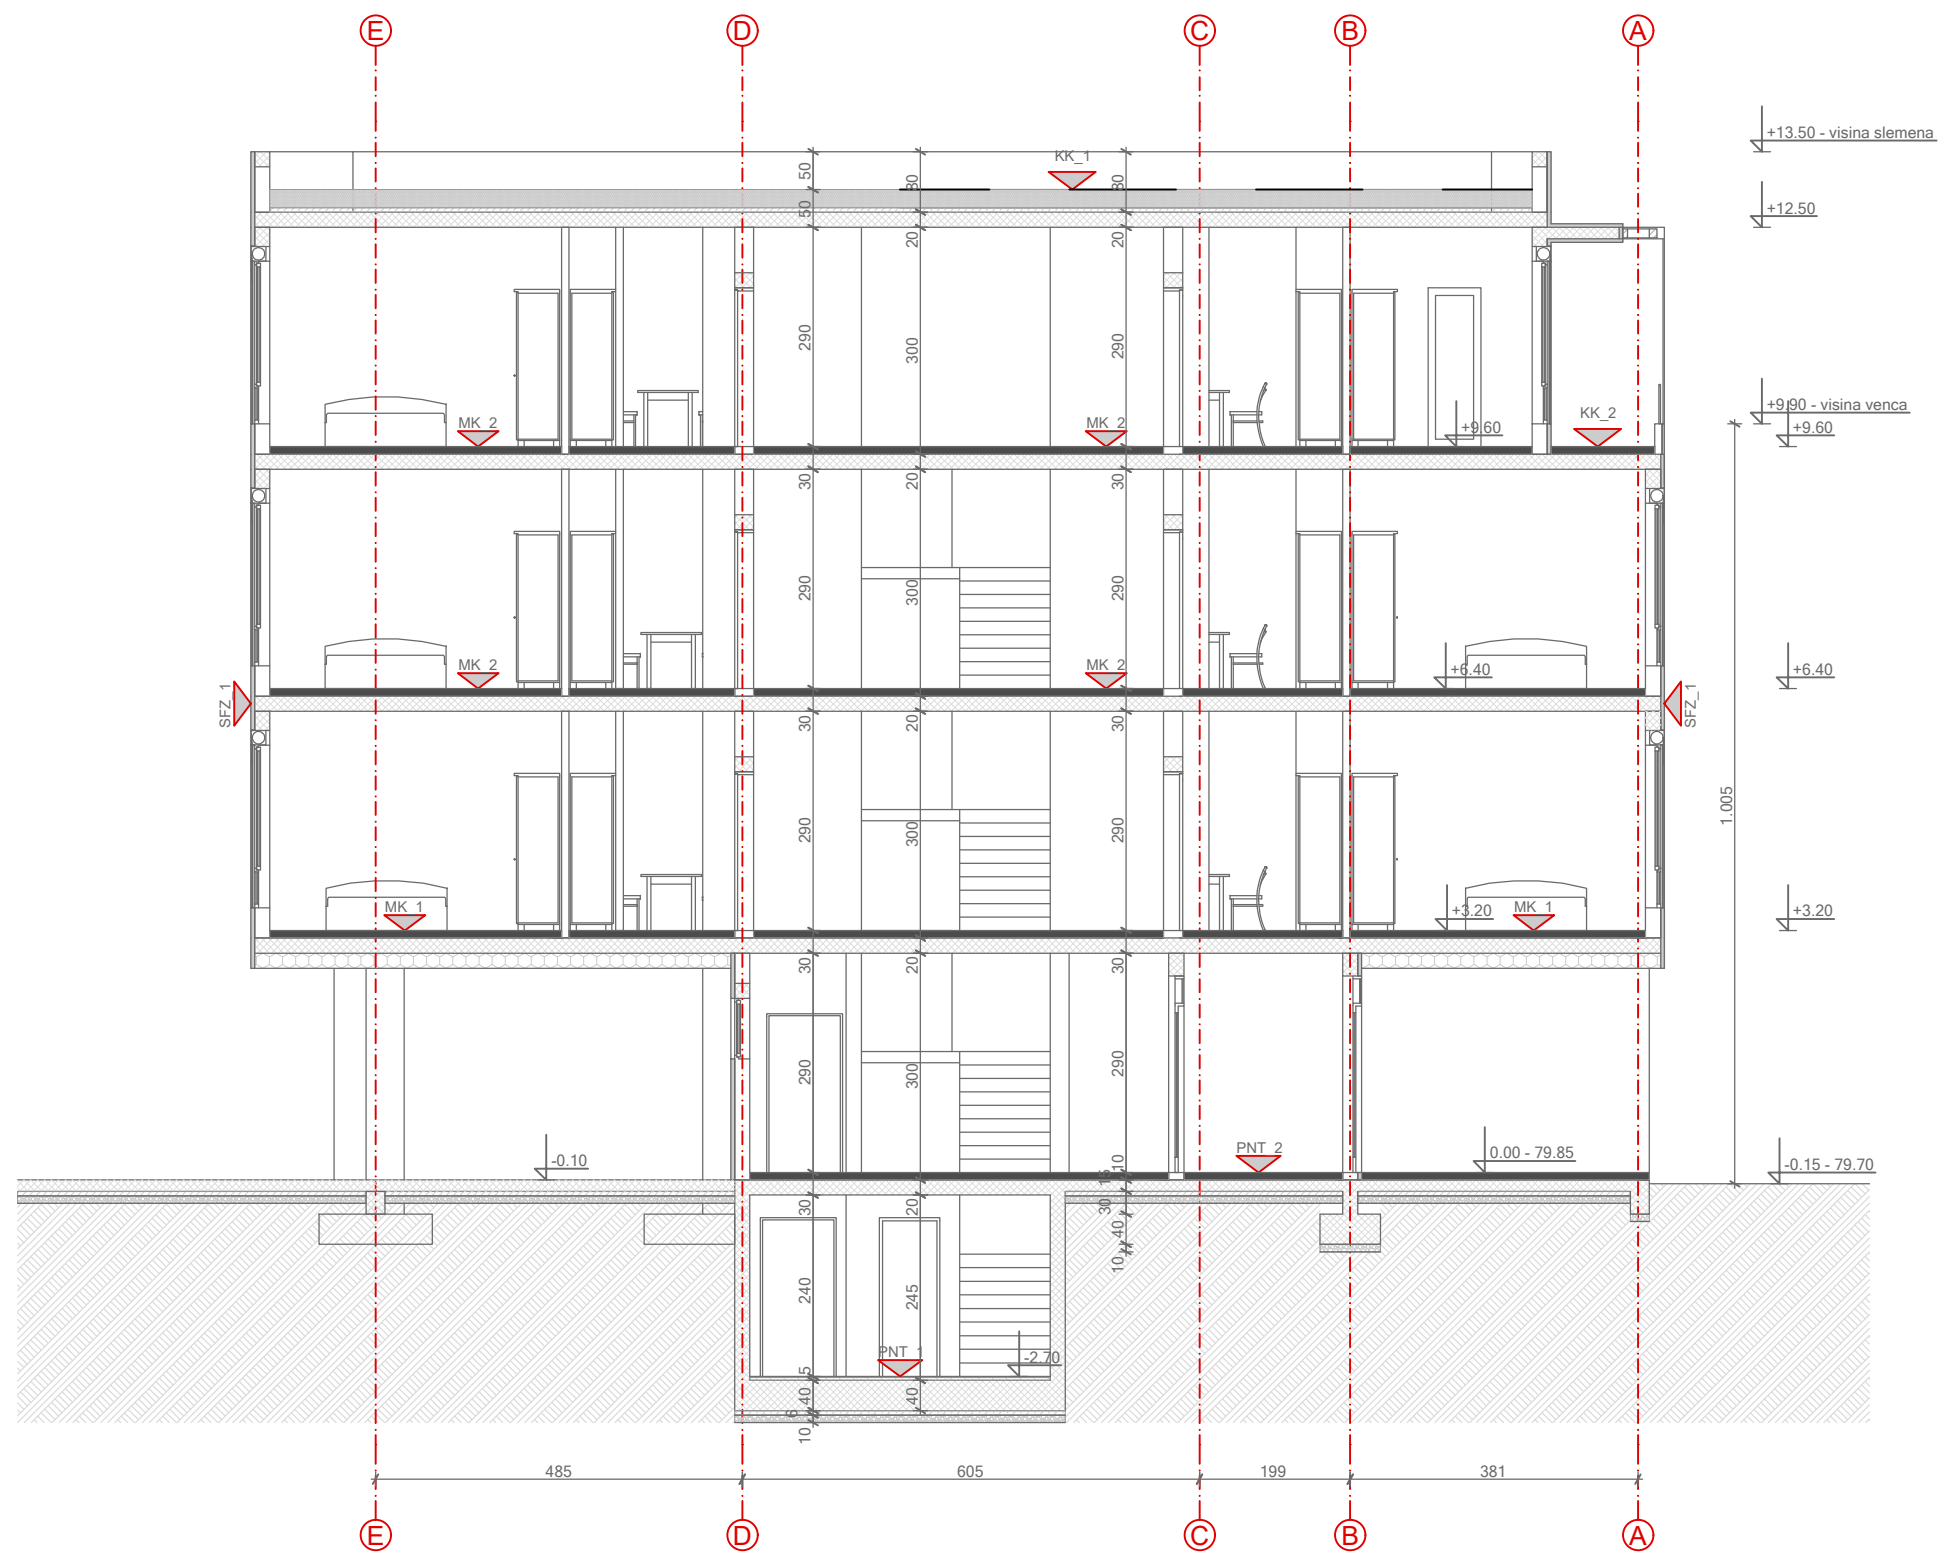 E D C B A
+13.50 - visina slemena
KK_1
50 80 80
50
+12.50
20 20
290 300 290
+9.90 - visina venca
MK_2 MK_2 +9.60 KK_2 +9.60
30 20 30
290 300 290
MK_2 MK_2 +6.40 +6.40
SFZ_1 SFZ_1
30 20 30
290 300 290
1.005
MK_1 +3.20 MK_1 +3.20
30 20 30
290 300 290
-0.10 PNT_2 0.00 - 79.85 -0.15 - 79.70
10
15
30 20 30
40
10
240 245
PNT_1 -2.70
5
40 40
6
10
485 605 199 381
E D C B A